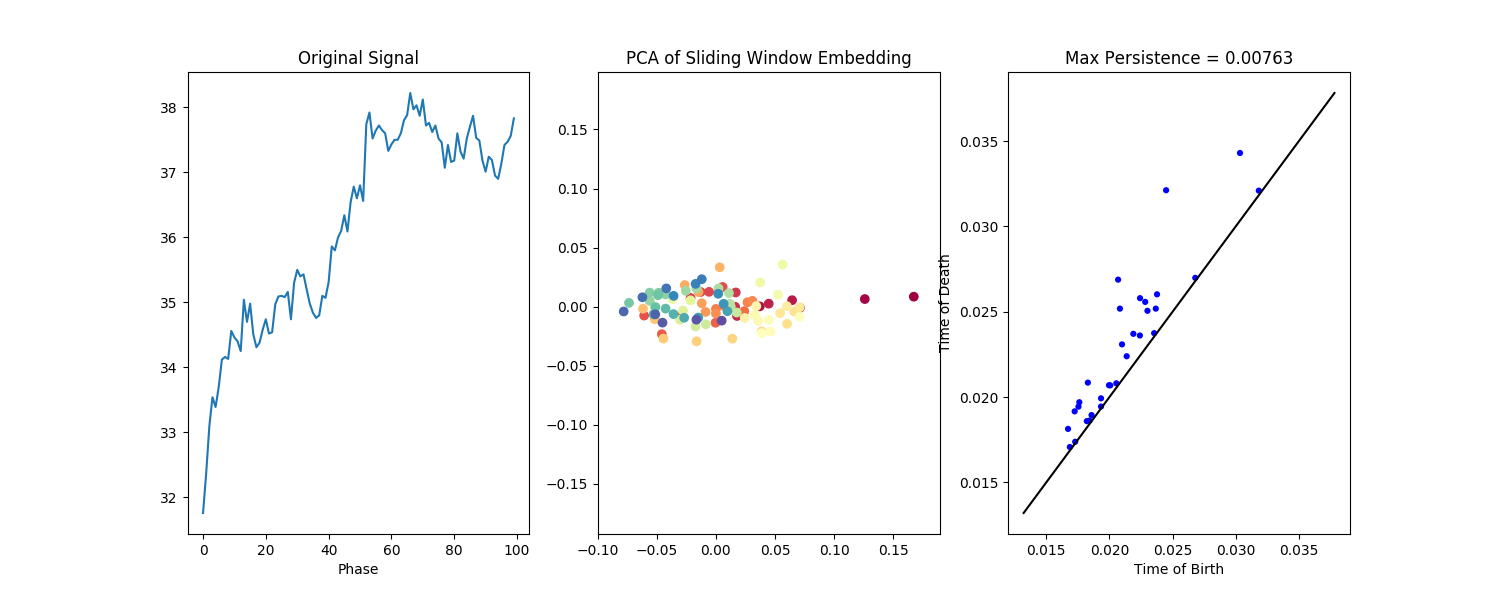 Original Signal
38
37
36
35
34
33
32
0 20 40 60 80 100
Phase
PCA of Sliding Window Embedding
0.15
0.10
0.05
0.00
−0.05
−0.10
−0.15
−0.10 −0.05 0.00 0.05 0.10 0.15
Max Persistence = 0.00763
Time of Death
0.035
0.030
0.025
0.020
0.015
0.015 0.020 0.025 0.030 0.035
Time of Birth